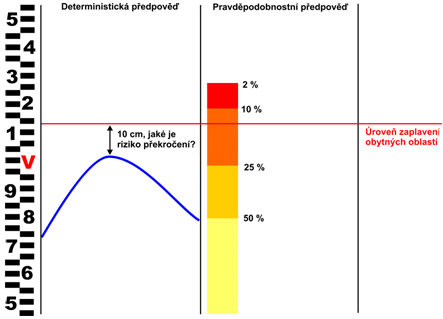 Deterministická předpověď
Pravděpodobnostní předpověď
5
4
3
2
1
V
9
8
7
6
5
10 cm, jaké je
riziko překročení?
2 %
10 %
25 %
50 %
Úroveň zaplavení
obytných oblastí